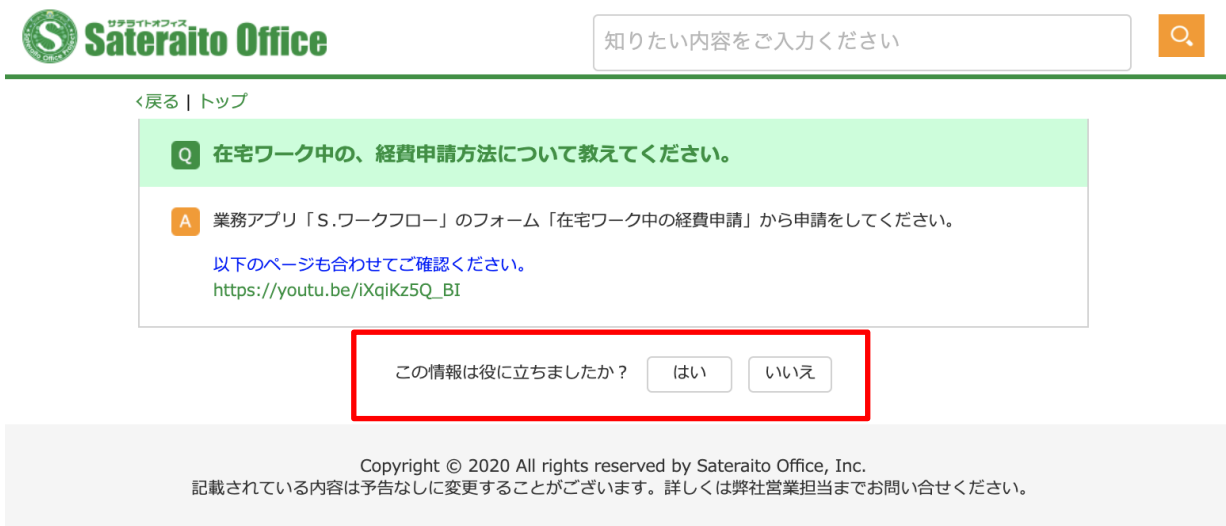 サテライトオフィス
Sateraito Office
知りたい内容をご入力ください
<戻る | トップ
Q 在宅ワーク中の、経費申請方法について教えてください。
A 業務アプリ「S.ワークフロー」のフォーム「在宅ワーク中の経費申請」から申請をしてください。
以下のページも合わせてご確認ください。
https://youtu.be/iXqiKz5Q_BI
この情報は役に立ちましたか？ はい いいえ
Copyright © 2020 All rights reserved by Sateraito Office, Inc.
記載されている内容は予告なしに変更することがございます。詳しくは弊社営業担当までお問い合せください。